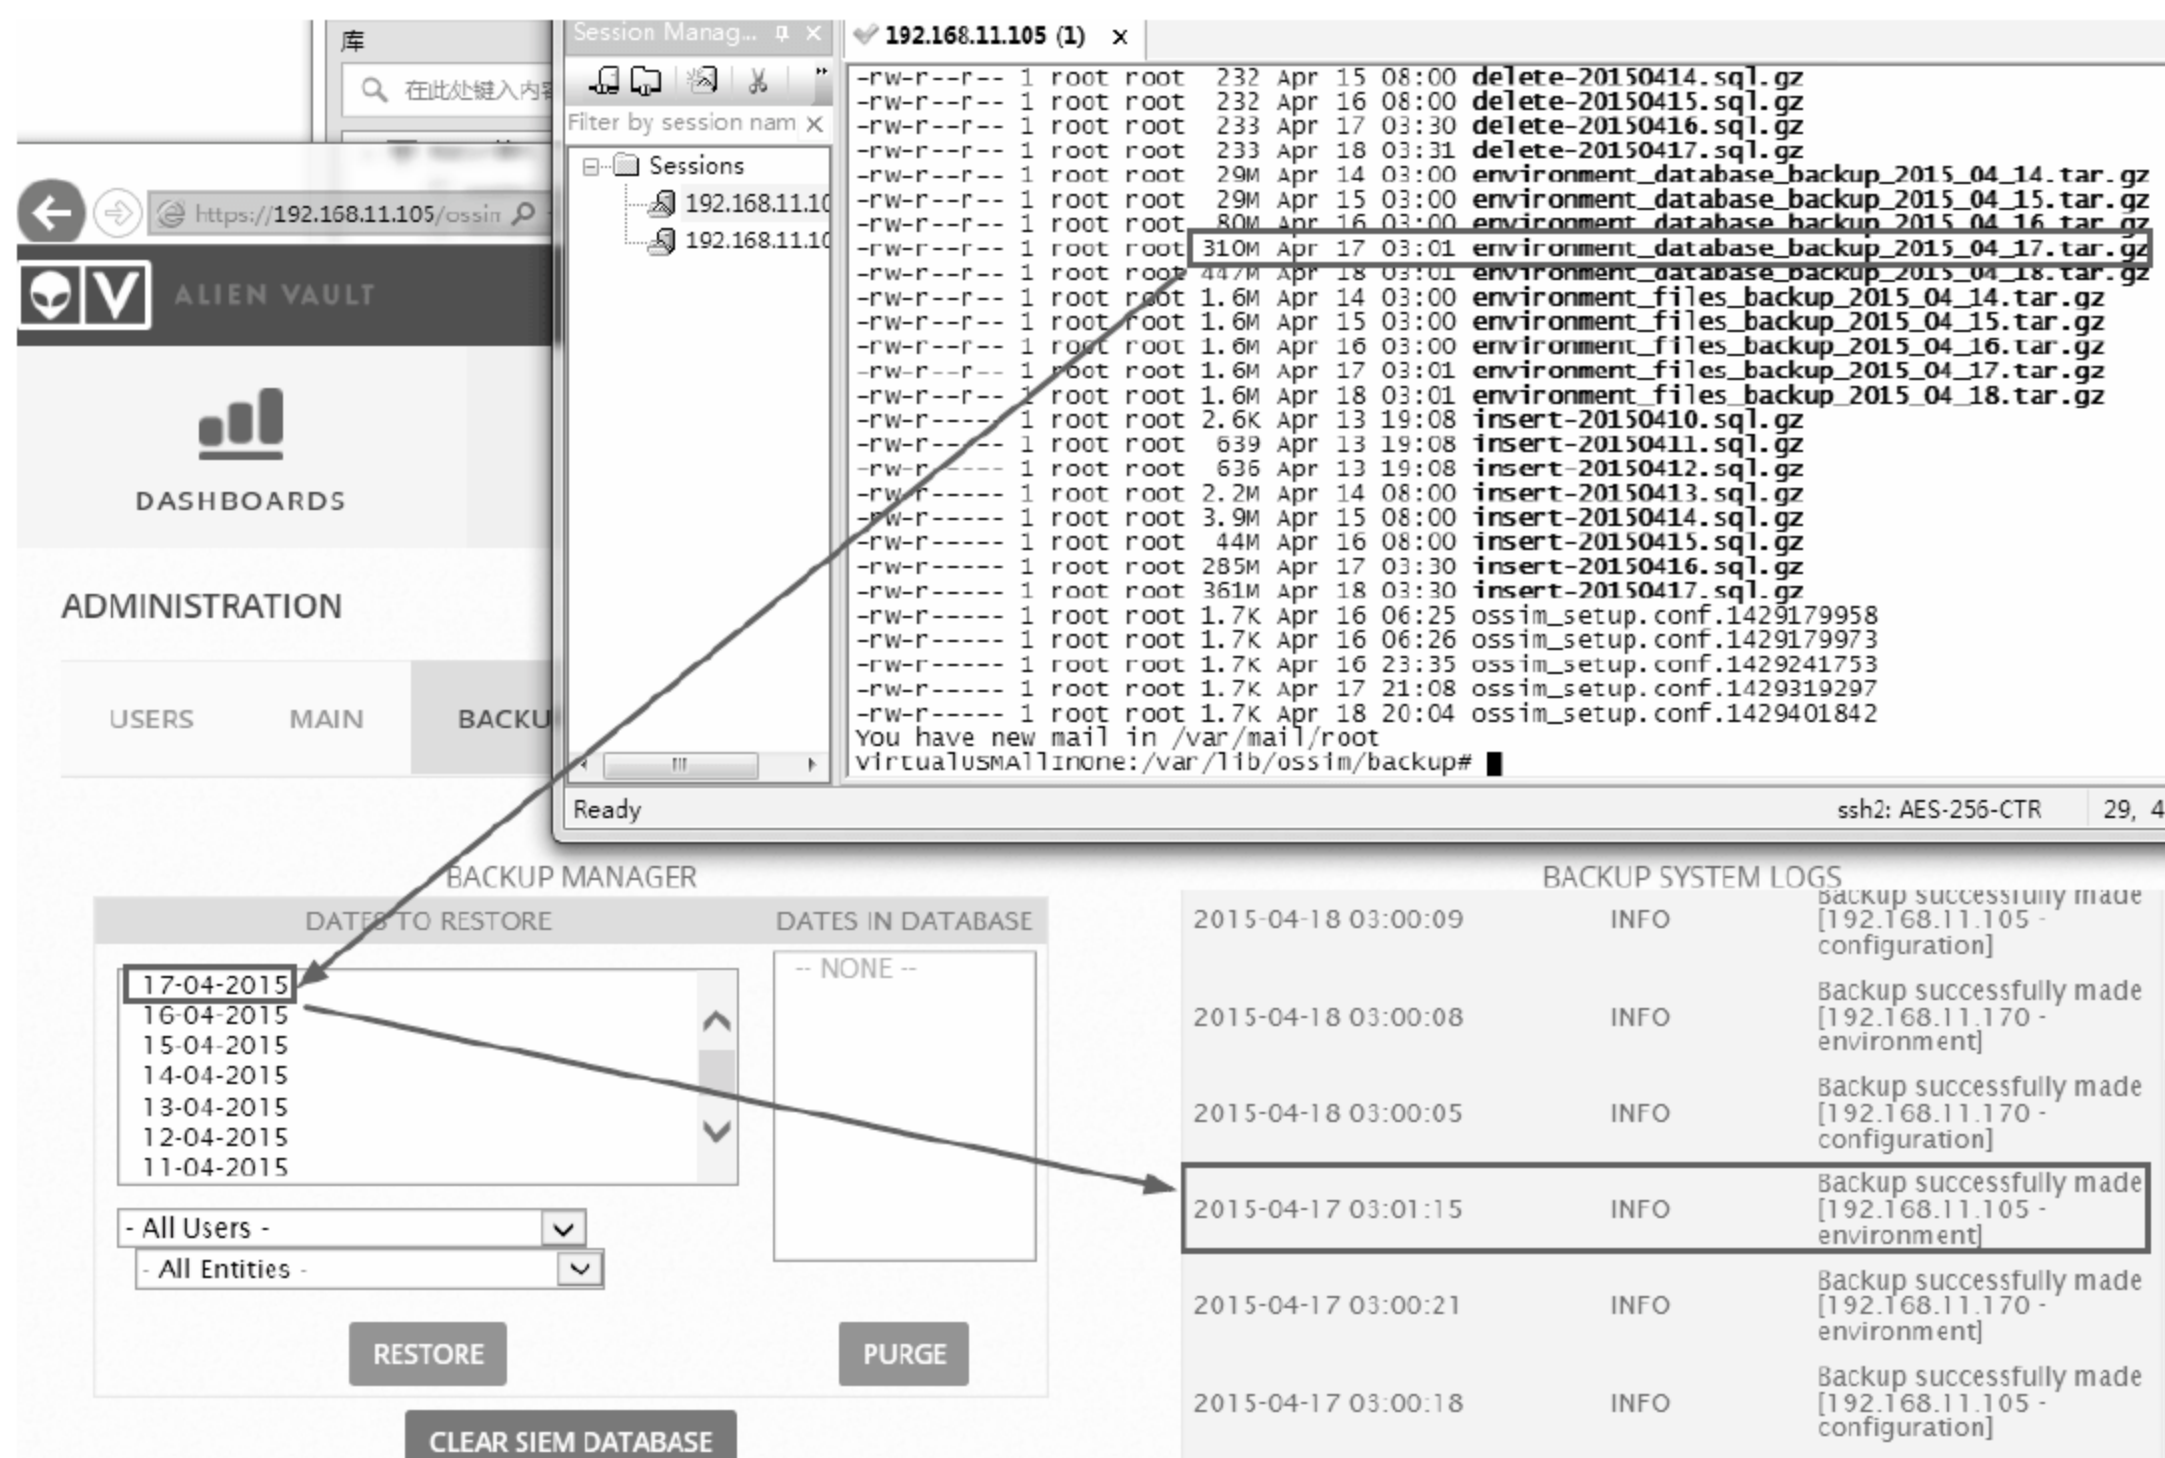 库
在此处键入内容
Session Manag...
192.168.11.105 (1)
Filter by session nam
Sessions
192.168.11.10
192.168.11.10
-rw-r--r-- 1 root root 232 Apr 15 08:00 delete-20150414.sql.gz
-rw-r--r-- 1 root root 232 Apr 16 08:00 delete-20150415.sql.gz
-rw-r--r-- 1 root root 233 Apr 17 03:30 delete-20150416.sql.gz
-rw-r--r-- 1 root root 233 Apr 18 03:31 delete-20150417.sql.gz
-rw-r--r-- 1 root root 29M Apr 14 03:00 environment_database_backup_2015_04_14.tar.gz
-rw-r--r-- 1 root root 29M Apr 15 03:00 environment_database_backup_2015_04_15.tar.gz
-rw-r--r-- 1 root root 80M Apr 16 03:00 environment_database_backup_2015_04_16.tar.gz
-rw-r--r-- 1 root root 310M Apr 17 03:01 environment_database_backup_2015_04_17.tar.gz
-rw-r--r-- 1 root root 447M Apr 18 03:01 environment_database_backup_2015_04_18.tar.gz
-rw-r--r-- 1 root root 1.6M Apr 14 03:00 environment_files_backup_2015_04_14.tar.gz
-rw-r--r-- 1 root root 1.6M Apr 15 03:00 environment_files_backup_2015_04_15.tar.gz
-rw-r--r-- 1 root root 1.6M Apr 16 03:00 environment_files_backup_2015_04_16.tar.gz
-rw-r--r-- 1 root root 1.6M Apr 17 03:01 environment_files_backup_2015_04_17.tar.gz
-rw-r--r-- 1 root root 1.6M Apr 18 03:01 environment_files_backup_2015_04_18.tar.gz
-rw-r----- 1 root root 2.6K Apr 13 19:08 insert-20150410.sql.gz
-rw-r----- 1 root root 639 Apr 13 19:08 insert-20150411.sql.gz
-rw-r----- 1 root root 636 Apr 13 19:08 insert-20150412.sql.gz
-rw-r----- 1 root root 2.2M Apr 14 08:00 insert-20150413.sql.gz
-rw-r----- 1 root root 3.9M Apr 15 08:00 insert-20150414.sql.gz
-rw-r----- 1 root root 44M Apr 16 08:00 insert-20150415.sql.gz
-rw-r----- 1 root root 285M Apr 17 03:30 insert-20150416.sql.gz
-rw-r----- 1 root root 361M Apr 18 03:30 insert-20150417.sql.gz
-rw-r----- 1 root root 1.7K Apr 16 06:25 ossim_setup.conf.1429179958
-rw-r----- 1 root root 1.7K Apr 16 06:26 ossim_setup.conf.1429179973
-rw-r----- 1 root root 1.7K Apr 16 23:35 ossim_setup.conf.1429241753
-rw-r----- 1 root root 1.7K Apr 17 21:08 ossim_setup.conf.1429319297
-rw-r----- 1 root root 1.7K Apr 18 20:04 ossim_setup.conf.1429401842
You have new mail in /var/mail/root
VirtualUSMAllInOne:/var/lib/ossim/backup#
Ready
ssh2: AES-256-CTR
29, 4
https://192.168.11.105/ossim
ALIEN VAULT
DASHBOARDS
ADMINISTRATION
USERS MAIN BACKU
BACKUP MANAGER
DATES TO RESTORE
17-04-2015
16-04-2015
15-04-2015
14-04-2015
13-04-2015
12-04-2015
11-04-2015
- All Users -
- All Entities -
RESTORE
DATES IN DATABASE
-- NONE --
PURGE
CLEAR SIEM DATABASE
BACKUP SYSTEM LOGS
2015-04-18 03:00:09 INFO Backup successfully made
[192.168.11.105 -
configuration]
2015-04-18 03:00:08 INFO Backup successfully made
[192.168.11.170 -
environment]
2015-04-18 03:00:05 INFO Backup successfully made
[192.168.11.170 -
configuration]
2015-04-17 03:01:15 INFO Backup successfully made
[192.168.11.105 -
environment]
2015-04-17 03:00:21 INFO Backup successfully made
[192.168.11.170 -
environment]
2015-04-17 03:00:18 INFO Backup successfully made
[192.168.11.105 -
configuration]